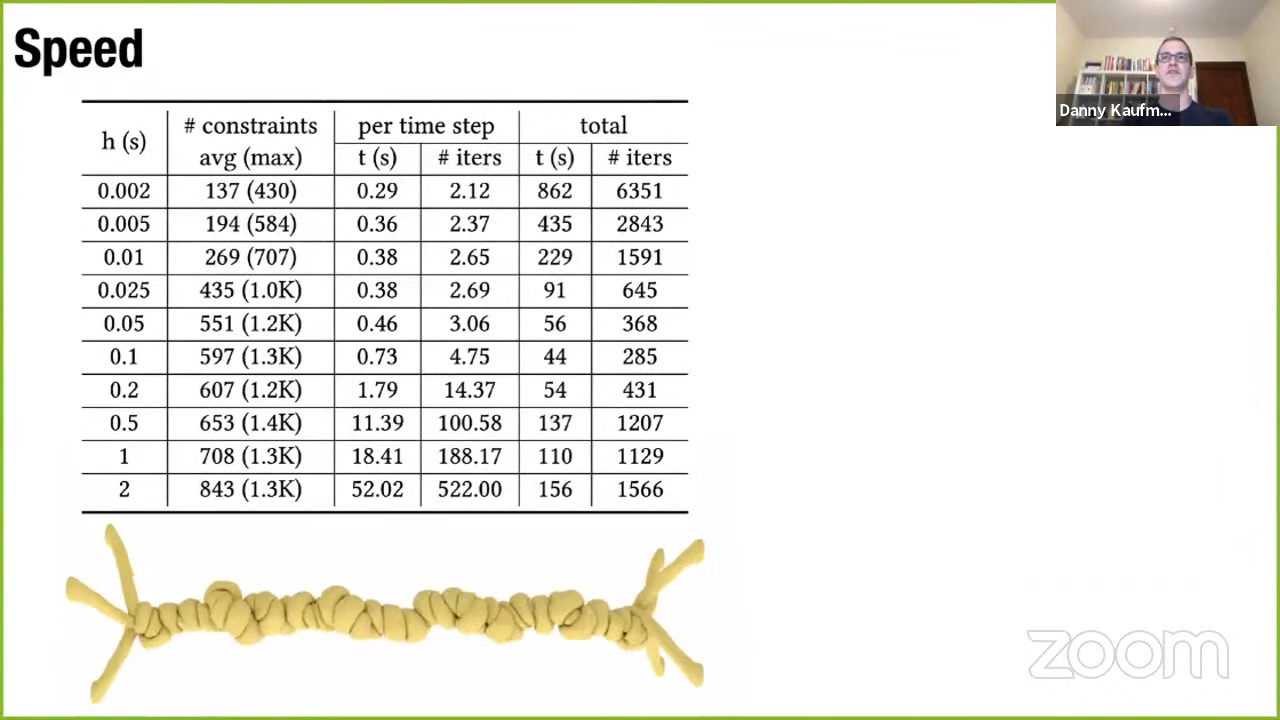 Speed
Danny Kaufm...
h (s) # constraints avg (max) per time step total
t (s) # iters t (s) # iters
0.002 137 (430) 0.29 2.12 862 6351
0.005 194 (584) 0.36 2.37 435 2843
0.01 269 (707) 0.38 2.65 229 1591
0.025 435 (1.0K) 0.38 2.69 91 645
0.05 551 (1.2K) 0.46 3.06 56 368
0.1 597 (1.3K) 0.73 4.75 44 285
0.2 607 (1.2K) 1.79 14.37 54 431
0.5 653 (1.4K) 11.39 100.58 137 1207
1 708 (1.3K) 18.41 188.17 110 1129
2 843 (1.3K) 52.02 522.00 156 1566
zoom